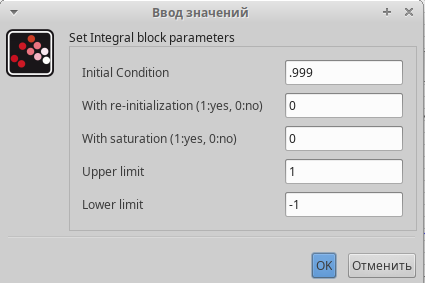 Ввод значений
Set Integral block parameters
Initial Condition .999
With re-initialization (1:yes, 0:no) 0
With saturation (1:yes, 0:no) 0
Upper limit 1
Lower limit -1
OK Отменить